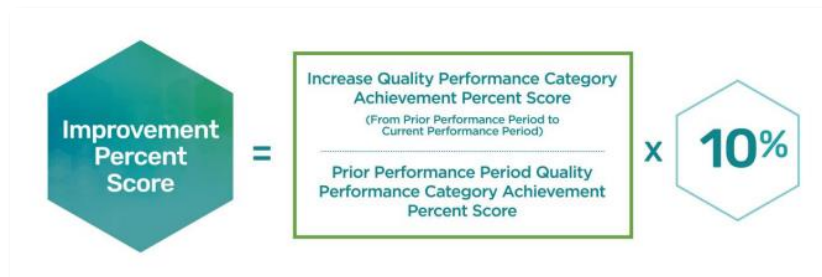 Improvement
Percent
Score
=
Increase Quality Performance Category
Achievement Percent Score
(From Prior Performance Period to
Current Performance Period)
Prior Performance Period Quality
Performance Category Achievement
Percent Score
x
10%